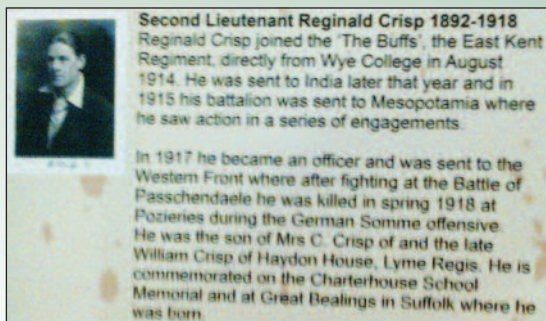 Second Lieutenant Reginald Crisp 1892-1918
Reginald Crisp joined the 'The Buffs', the East Kent
Regiment, directly from Wye College in August
1914. He was sent to India later that year and in
1915 his battalion was sent to Mesopotamia where
he saw action in a series of engagements.
In 1917 he became an officer and was sent to the
Western Front where after fighting at the Battle of
Passchendaele he was killed in spring 1918 at
Pozieries during the German Somme offensive.
He was the son of Mrs C. Crisp of and the late
William Crisp of Haydon House, Lyme Regis. He is
commemorated on the Charterhouse School
Memorial and at Great Bealings in Suffolk where he
was born.